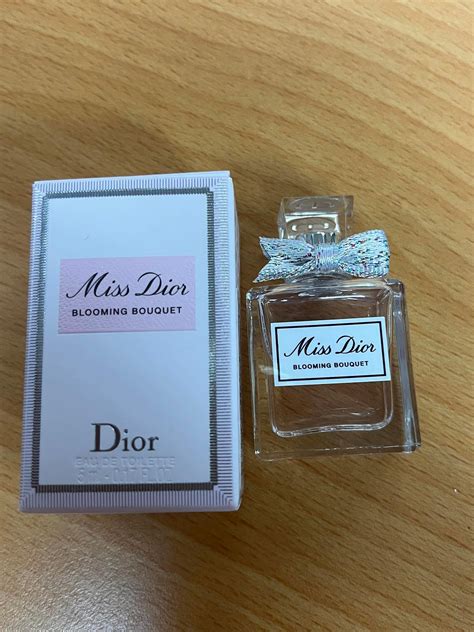 Miss Dior
BLOOMING BOUQUET
Dior
EAU DE TOILETTE
Miss Dior
BLOOMING BOUQUET